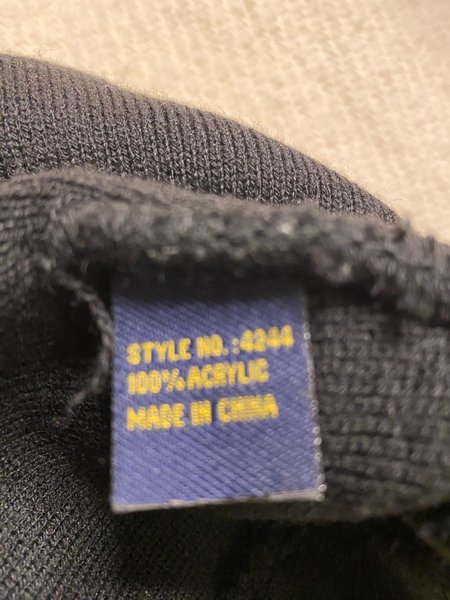 STYLE NO.:4244
100% ACRYLIC
MADE IN CHINA